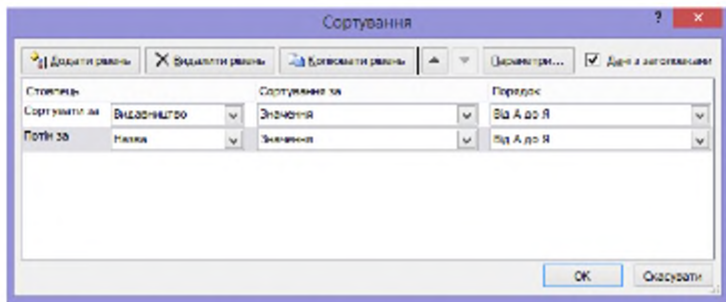 Сортування
Додати рівень Видалити рівень Копіювати рівень Параметри... Дані з заголовками
Стовпець Сортування за Порядок
Сортувати за Видавництво Значення Від А до Я
Потім за Назва Значення Від А до Я
OK Скасувати